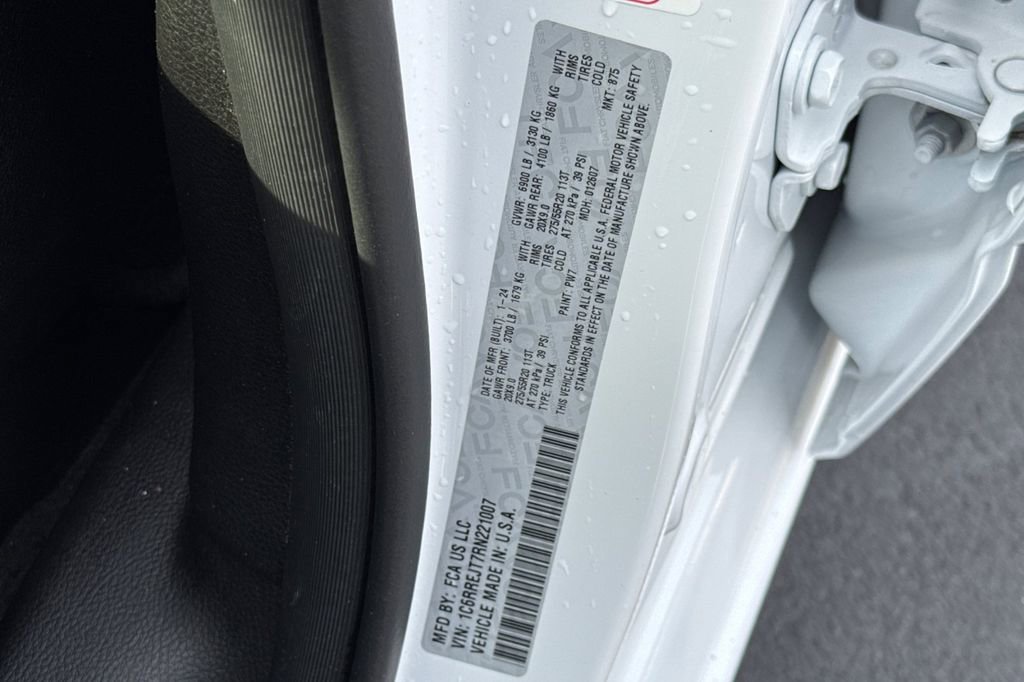 MFD BY: FCA US LLC
VIN: 1C6RREJT7RN221007
VEHICLE MADE IN: U.S.A.
DATE OF MFR (BUILT): 1-24 GVWR: 6900 LB / 3130 KG
GAWR FRONT: 3700 LB / 1679 KG WITH GAWR REAR: 4100 LB / 1860 KG WITH
20X9.0 RIMS 20X9.0 RIMS
275/55R20 113T TIRES 275/55R20 113T TIRES
AT 270 kPa / 39 PSI COLD AT 270 kPa / 39 PSI COLD
TYPE: TRUCK PAINT: PW7 MDH: 012607 MKT: 875
THIS VEHICLE CONFORMS TO ALL APPLICABLE U.S.A. FEDERAL MOTOR VEHICLE SAFETY
STANDARDS IN EFFECT ON THE DATE OF MANUFACTURE SHOWN ABOVE.